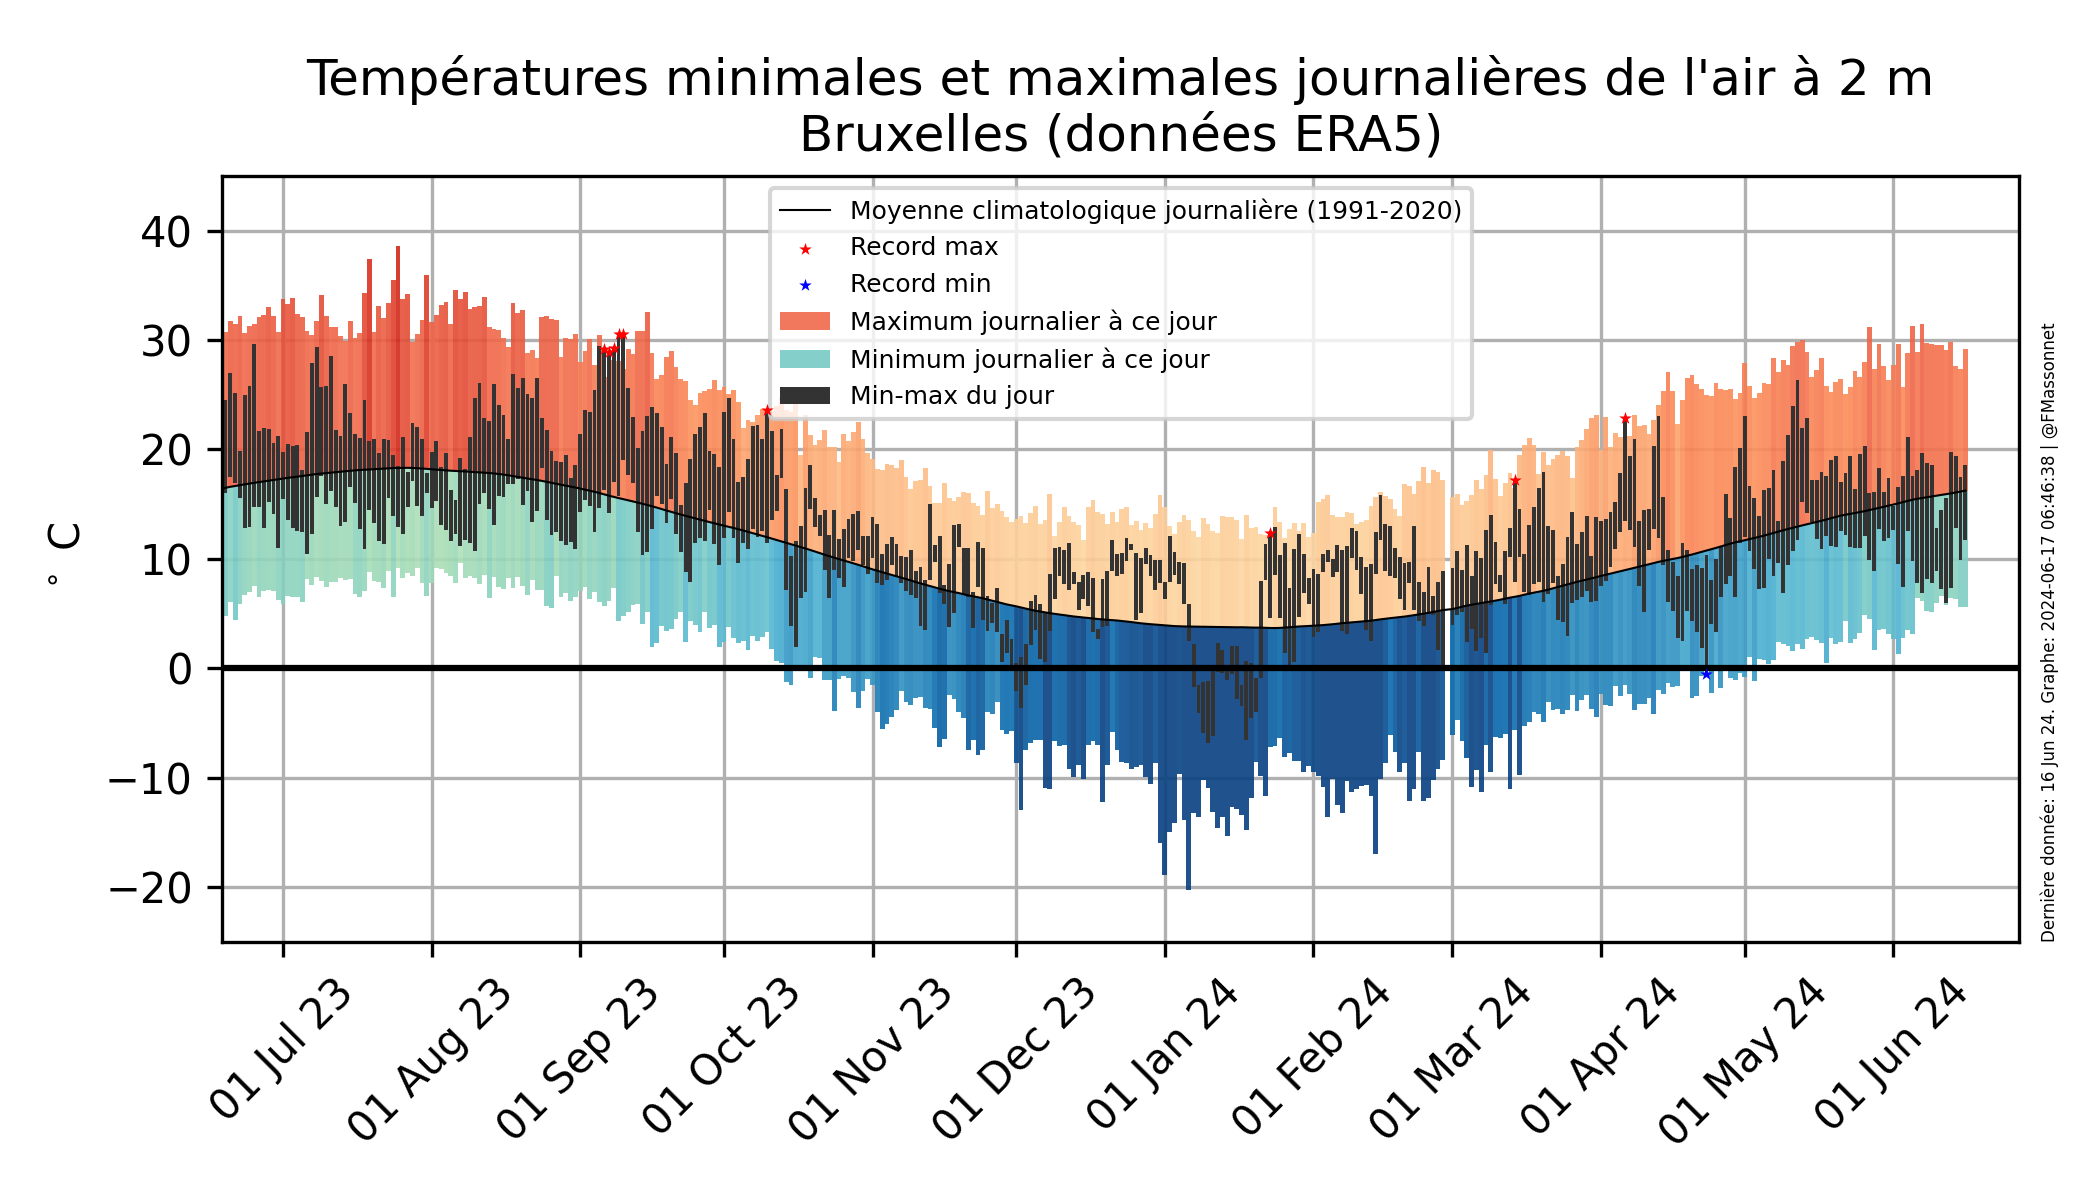 Températures minimales et maximales journalières de l'air à 2 m
Bruxelles (données ERA5)
Moyenne climatologique journalière (1991-2020)
Record max
Record min
Maximum journalier à ce jour
Minimum journalier à ce jour
Min-max du jour
° C
40
30
20
10
0
−10
−20
01 Jul 23
01 Aug 23
01 Sep 23
01 Oct 23
01 Nov 23
01 Dec 23
01 Jan 24
01 Feb 24
01 Mar 24
01 Apr 24
01 May 24
01 Jun 24
Dernière donnée: 16 Jun 24. Graphe: 2024-06-17 06:46:38 | @FMassonnet